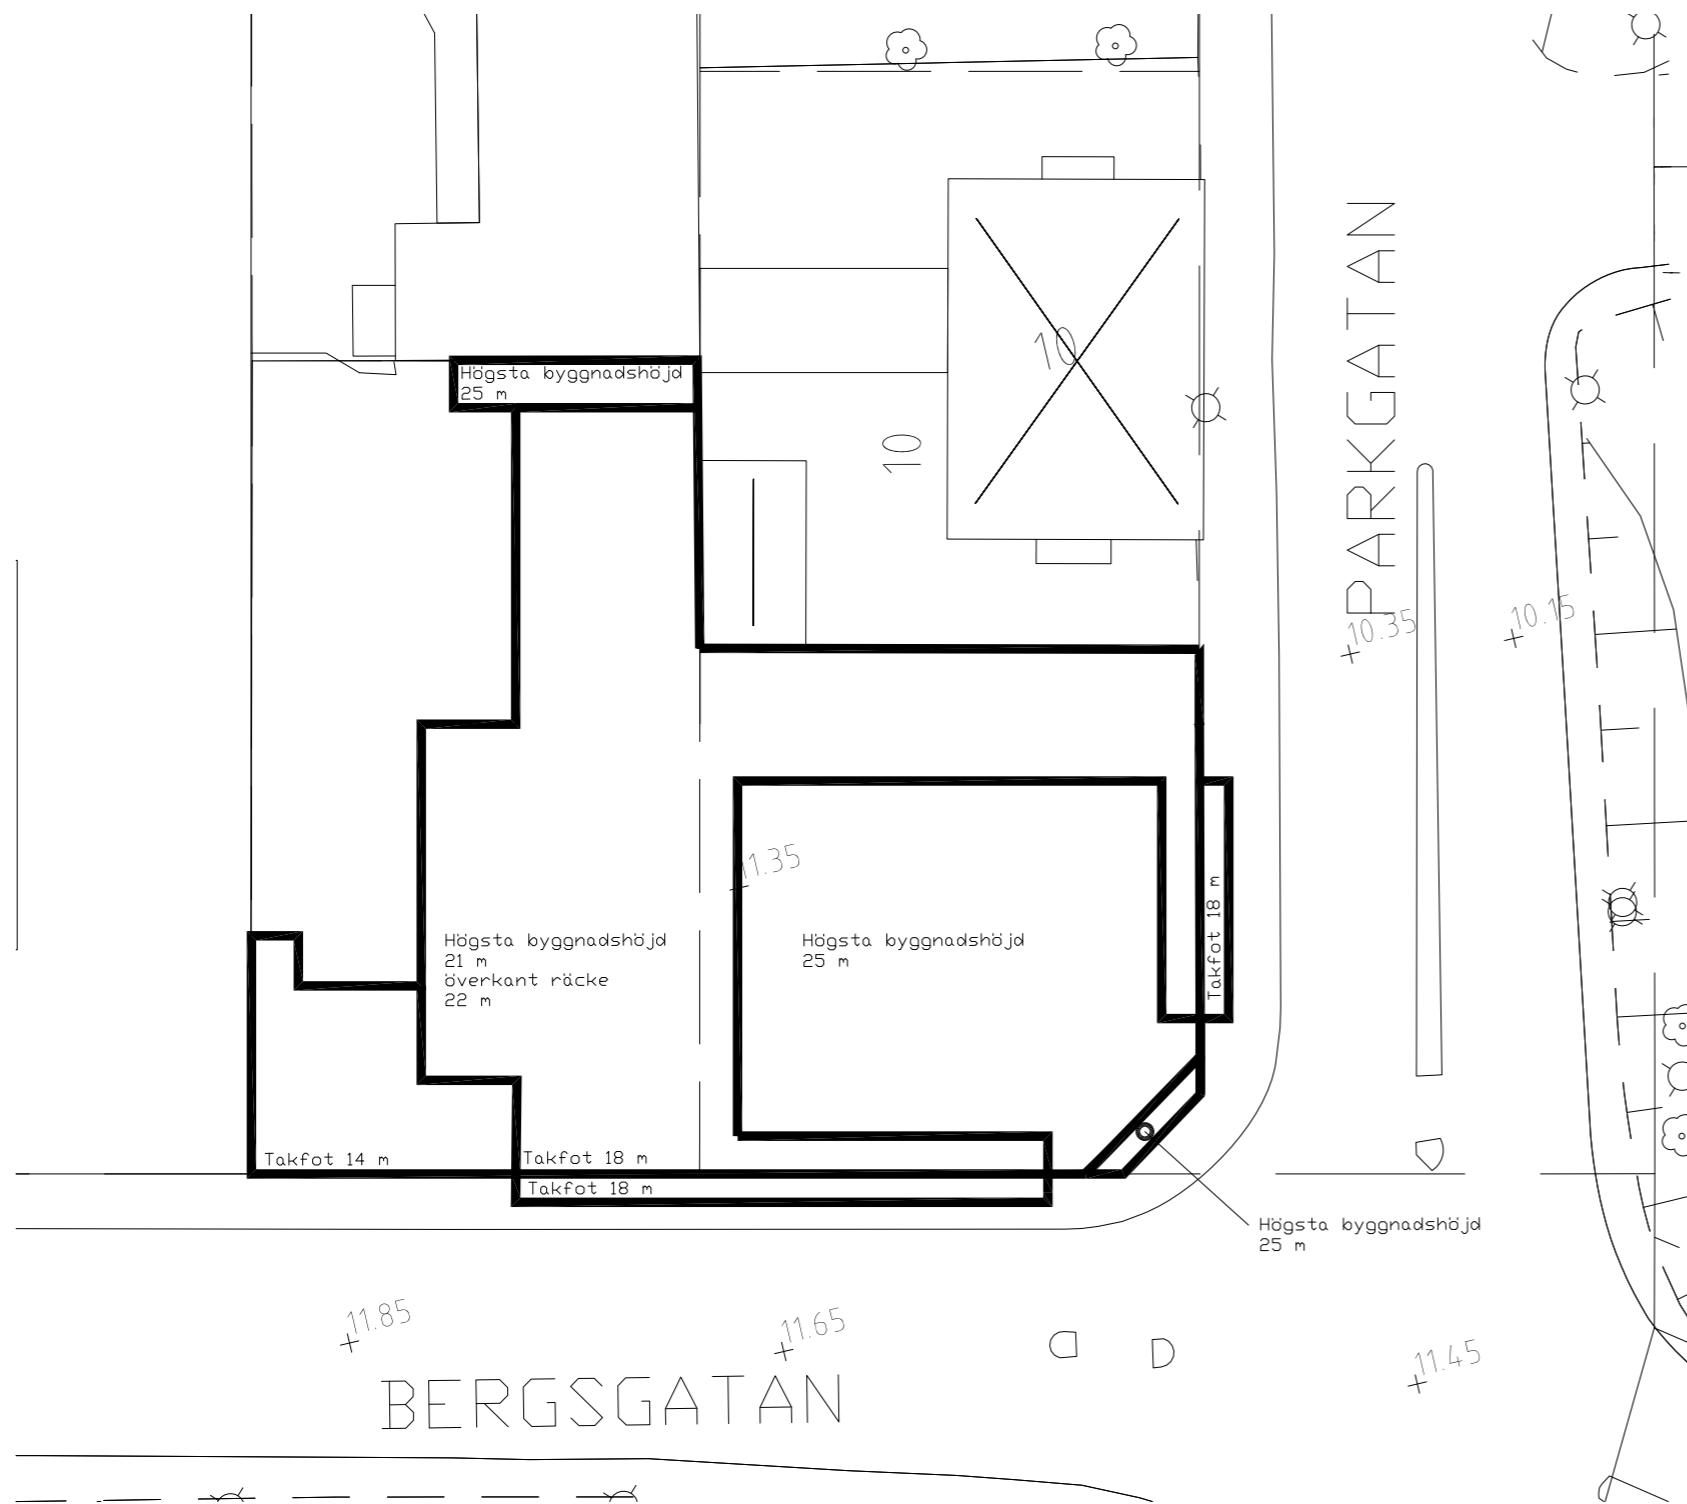 PARKGATAN
Högsta byggnadshöjd
25 m
10
10
10.35
10.15
11.35
Högsta byggnadshöjd
21 m
överkant räcke
22 m
Högsta byggnadshöjd
25 m
Takfot 18 m
Takfot 14 m
Takfot 18 m
Takfot 18 m
Högsta byggnadshöjd
25 m
11.85
11.65
11.45
BERGSGATAN